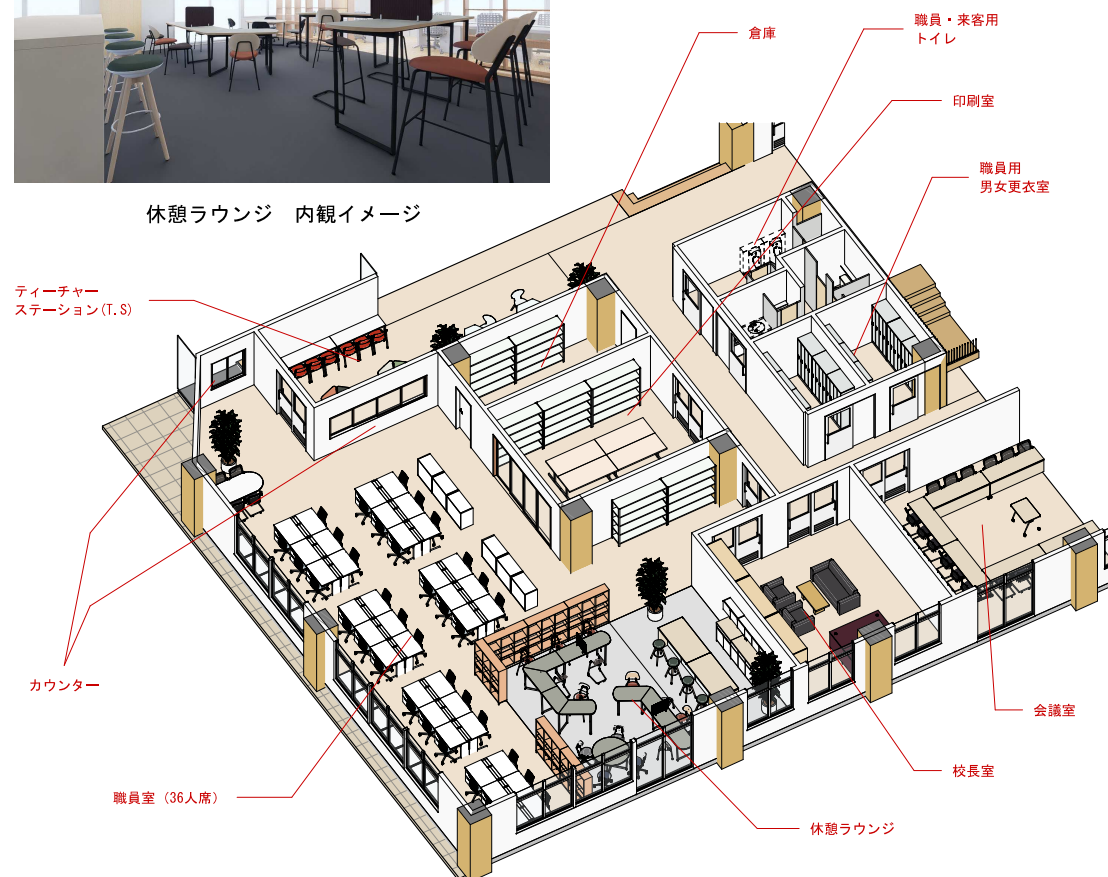 倉庫
職員・来客用
トイレ
印刷室
職員用
男女更衣室
休憩ラウンジ　内観イメージ
ティーチャー
ステーション(T.S)
カウンター
会議室
校長室
職員室（36人席）
休憩ラウンジ